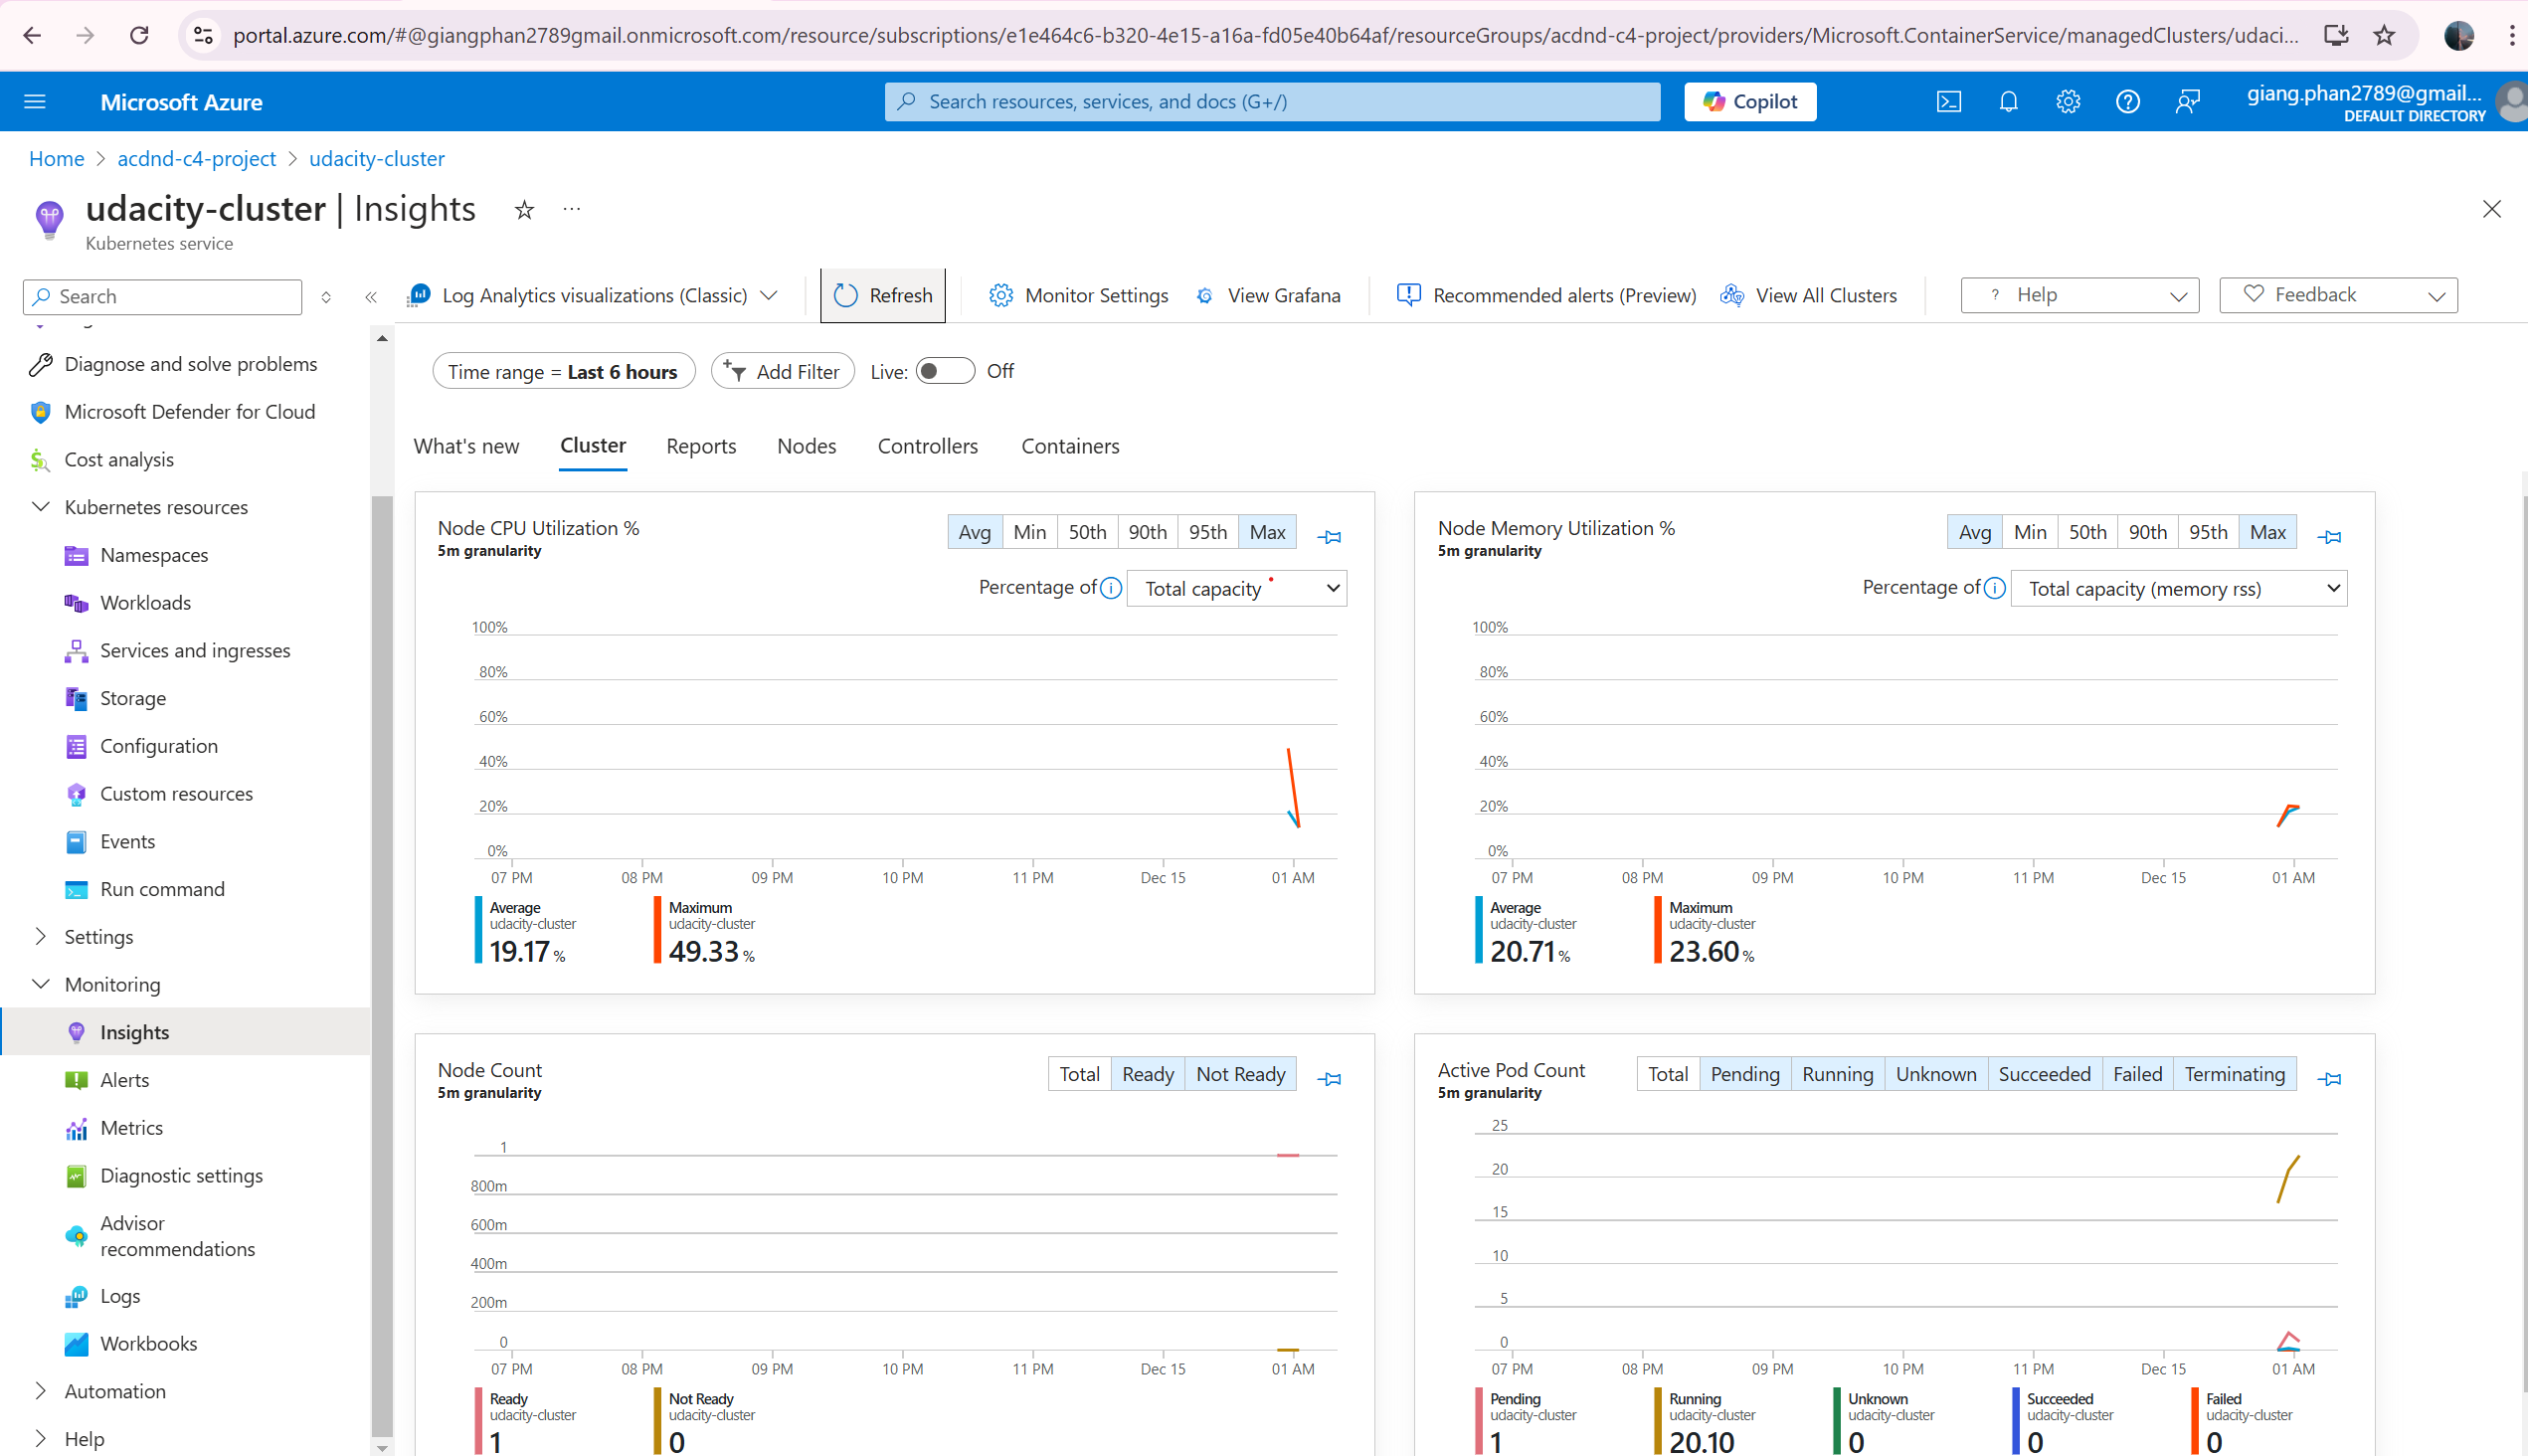 portal.azure.com/#@giangphan2789gmail.onmicrosoft.com/resource/subscriptions/e1e464c6-b320-4e15-a16a-fd05e40b64af/resourceGroups/acdnd-c4-project/providers/Microsoft.ContainerService/managedClusters/udaci...
Microsoft Azure
Search resources, services, and docs (G+/)
Copilot
giang.phan2789@gmail...
DEFAULT DIRECTORY
Home > acdnd-c4-project > udacity-cluster
udacity-cluster | Insights
Kubernetes service
Search
Log Analytics visualizations (Classic)
Refresh
Monitor Settings
View Grafana
Recommended alerts (Preview)
View All Clusters
? Help
Feedback
Diagnose and solve problems
Microsoft Defender for Cloud
Cost analysis
Kubernetes resources
Namespaces
Workloads
Services and ingresses
Storage
Configuration
Custom resources
Events
Run command
Settings
Monitoring
Insights
Alerts
Metrics
Diagnostic settings
Advisor
recommendations
Logs
Workbooks
Automation
Help
Time range = Last 6 hours
Add Filter
Live: Off
What's new Cluster Reports Nodes Controllers Containers
Node CPU Utilization %
5m granularity
Avg Min 50th 90th 95th Max
Percentage of Total capacity
100%
80%
60%
40%
20%
0%
07 PM 08 PM 09 PM 10 PM 11 PM Dec 15 01 AM
Average
udacity-cluster
19.17 %
Maximum
udacity-cluster
49.33 %
Node Memory Utilization %
5m granularity
Avg Min 50th 90th 95th Max
Percentage of Total capacity (memory rss)
100%
80%
60%
40%
20%
0%
07 PM 08 PM 09 PM 10 PM 11 PM Dec 15 01 AM
Average
udacity-cluster
20.71 %
Maximum
udacity-cluster
23.60 %
Node Count
5m granularity
Total Ready Not Ready
1
800m
600m
400m
200m
0
07 PM 08 PM 09 PM 10 PM 11 PM Dec 15 01 AM
Ready
udacity-cluster
1
Not Ready
udacity-cluster
0
Active Pod Count
5m granularity
Total Pending Running Unknown Succeeded Failed Terminating
25
20
15
10
5
0
07 PM 08 PM 09 PM 10 PM 11 PM Dec 15 01 AM
Pending
udacity-cluster
1
Running
udacity-cluster
20.10
Unknown
udacity-cluster
0
Succeeded
udacity-cluster
0
Failed
udacity-cluster
0